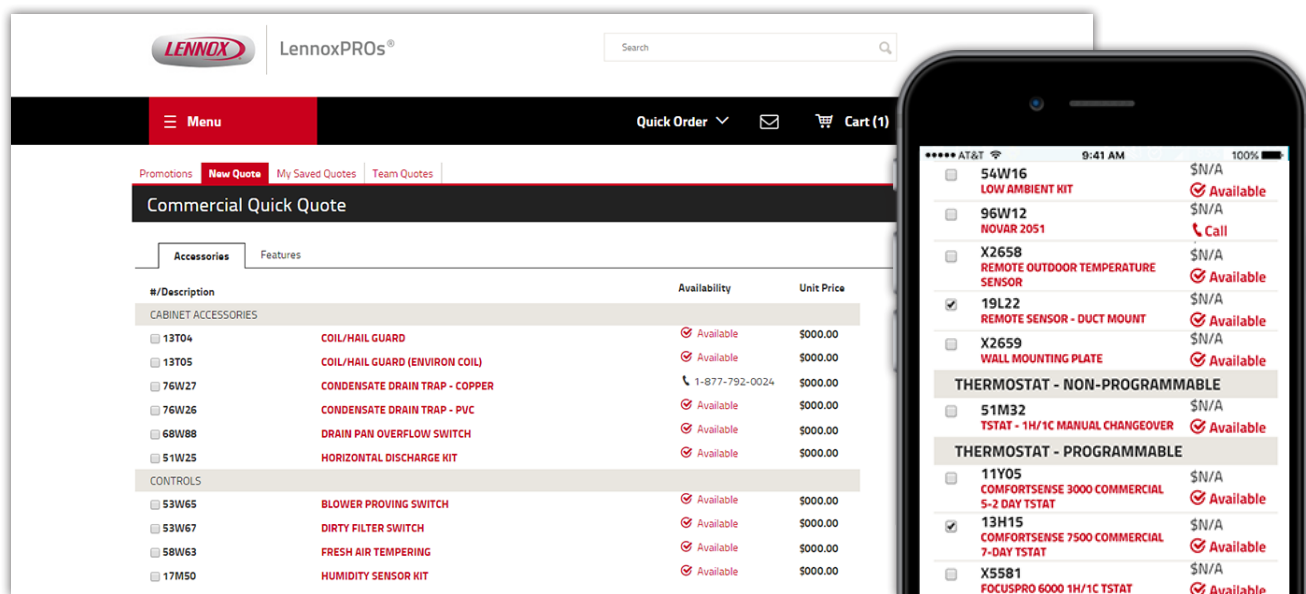 LENNOX
LennoxPROs®
Search
Menu
Quick Order
Cart (1)
Promotions
New Quote
My Saved Quotes
Team Quotes
Commercial Quick Quote
Accessories
Features
#/Description Availability Unit Price
CABINET ACCESSORIES
13T04 COIL/HAIL GUARD Available $000.00
13T05 COIL/HAIL GUARD (ENVIRON COIL) Available $000.00
76W27 CONDENSATE DRAIN TRAP - COPPER 1-877-792-0024 $000.00
76W26 CONDENSATE DRAIN TRAP - PVC Available $000.00
68W88 DRAIN PAN OVERFLOW SWITCH Available $000.00
51W25 HORIZONTAL DISCHARGE KIT Available $000.00
CONTROLS
53W65 BLOWER PROVING SWITCH Available $000.00
53W67 DIRTY FILTER SWITCH Available $000.00
58W63 FRESH AIR TEMPERING Available $000.00
17M50 HUMIDITY SENSOR KIT Available $000.00
AT&T 9:41 AM 100%
54W16 $N/A
LOW AMBIENT KIT Available
96W12 $N/A
NOVAR 2051 Call
X2658 $N/A
REMOTE OUTDOOR TEMPERATURE
SENSOR Available
19L22 $N/A
REMOTE SENSOR - DUCT MOUNT Available
X2659 $N/A
WALL MOUNTING PLATE Available
THERMOSTAT - NON-PROGRAMMABLE
51M32 $N/A
TSTAT - 1H/1C MANUAL CHANGEOVER Available
THERMOSTAT - PROGRAMMABLE
11Y05 $N/A
COMFORTSENSE 3000 COMMERCIAL
5-2 DAY TSTAT Available
13H15 $N/A
COMFORTSENSE 7500 COMMERCIAL
7-DAY TSTAT Available
X5581 $N/A
FOCUSPRO 6000 1H/1C TSTAT Available